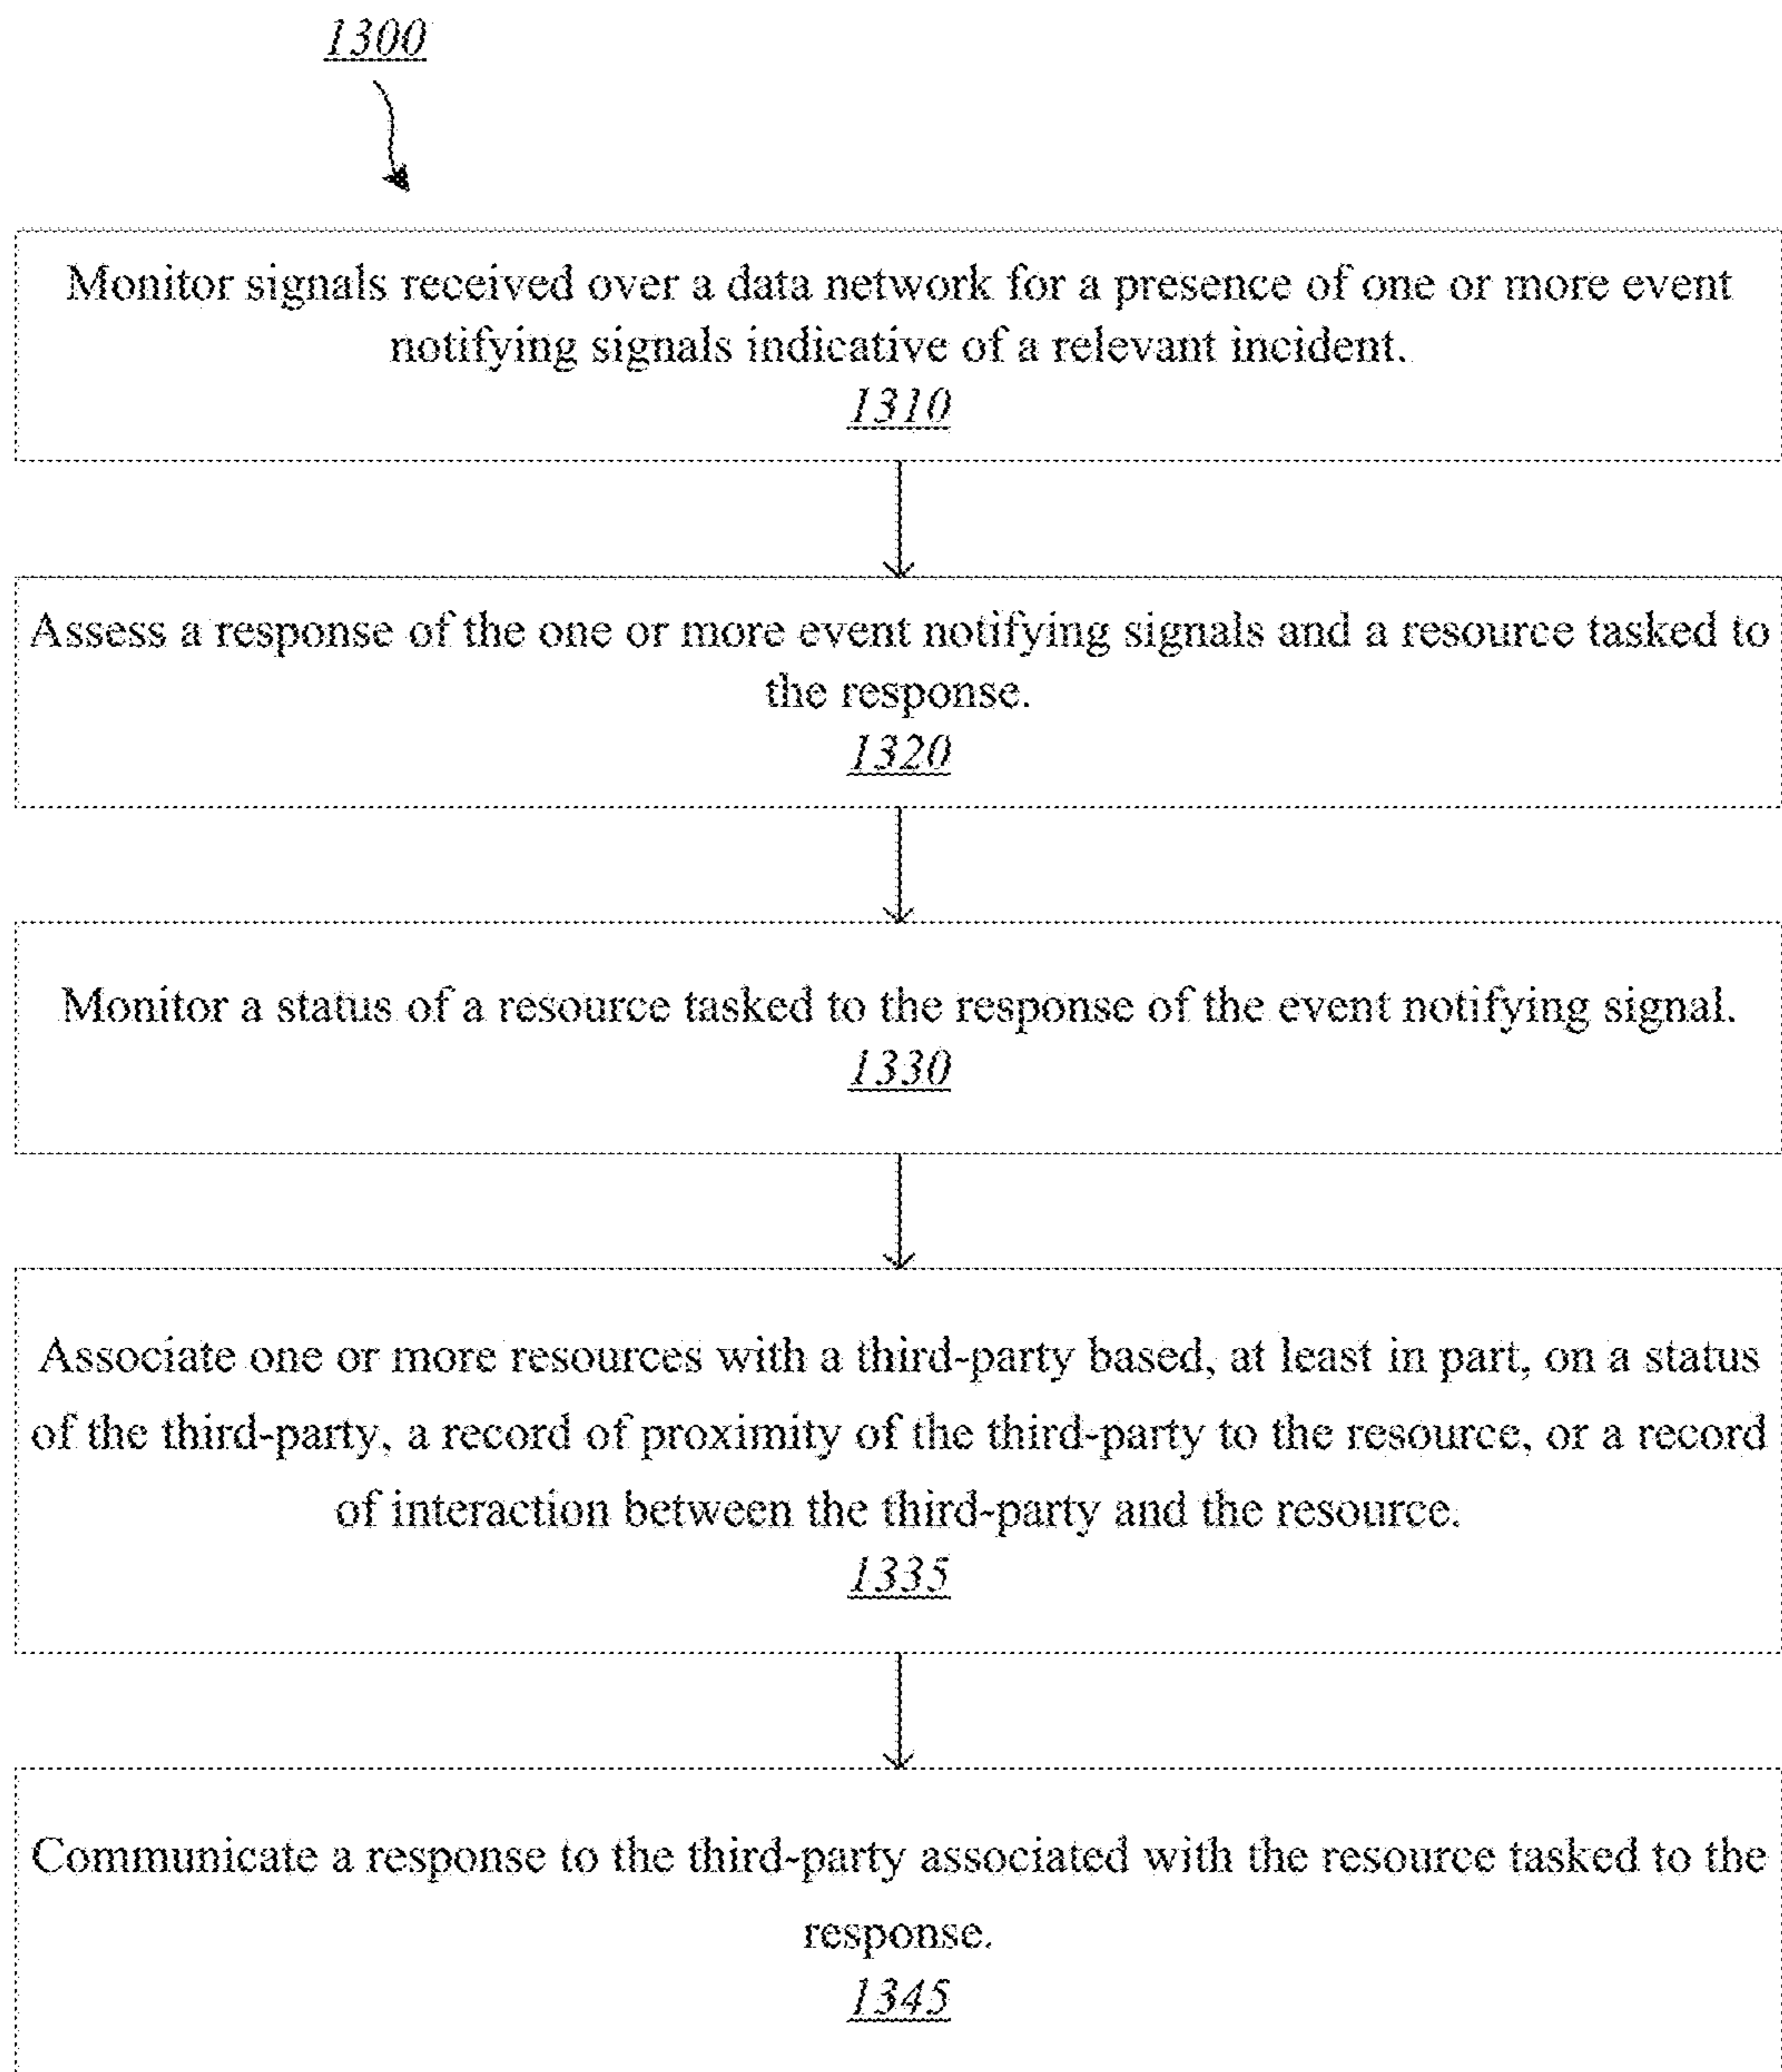 1300
Monitor signals received over a data network for a presence of one or more event
notifying signals indicative of a relevant incident.
1310
Assess a response of the one or more event notifying signals and a resource tasked to
the response.
1320
Monitor a status of a resource tasked to the response of the event notifying signal.
1330
Associate one or more resources with a third-party based, at least in part, on a status
of the third-party, a record of proximity of the third-party to the resource, or a record
of interaction between the third-party and the resource.
1335
Communicate a response to the third-party associated with the resource tasked to the
response.
1345